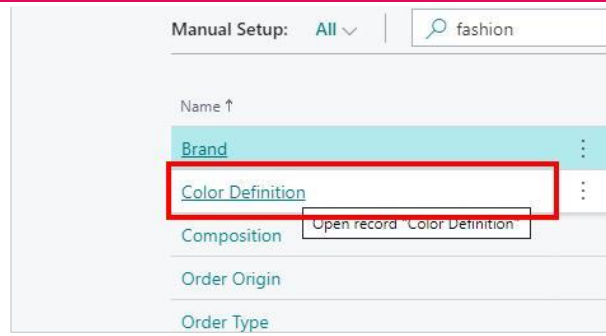 Manual Setup: All fashion
Name ↑
Brand
Color Definition
Open record "Color Definition"
Composition
Order Origin
Order Type